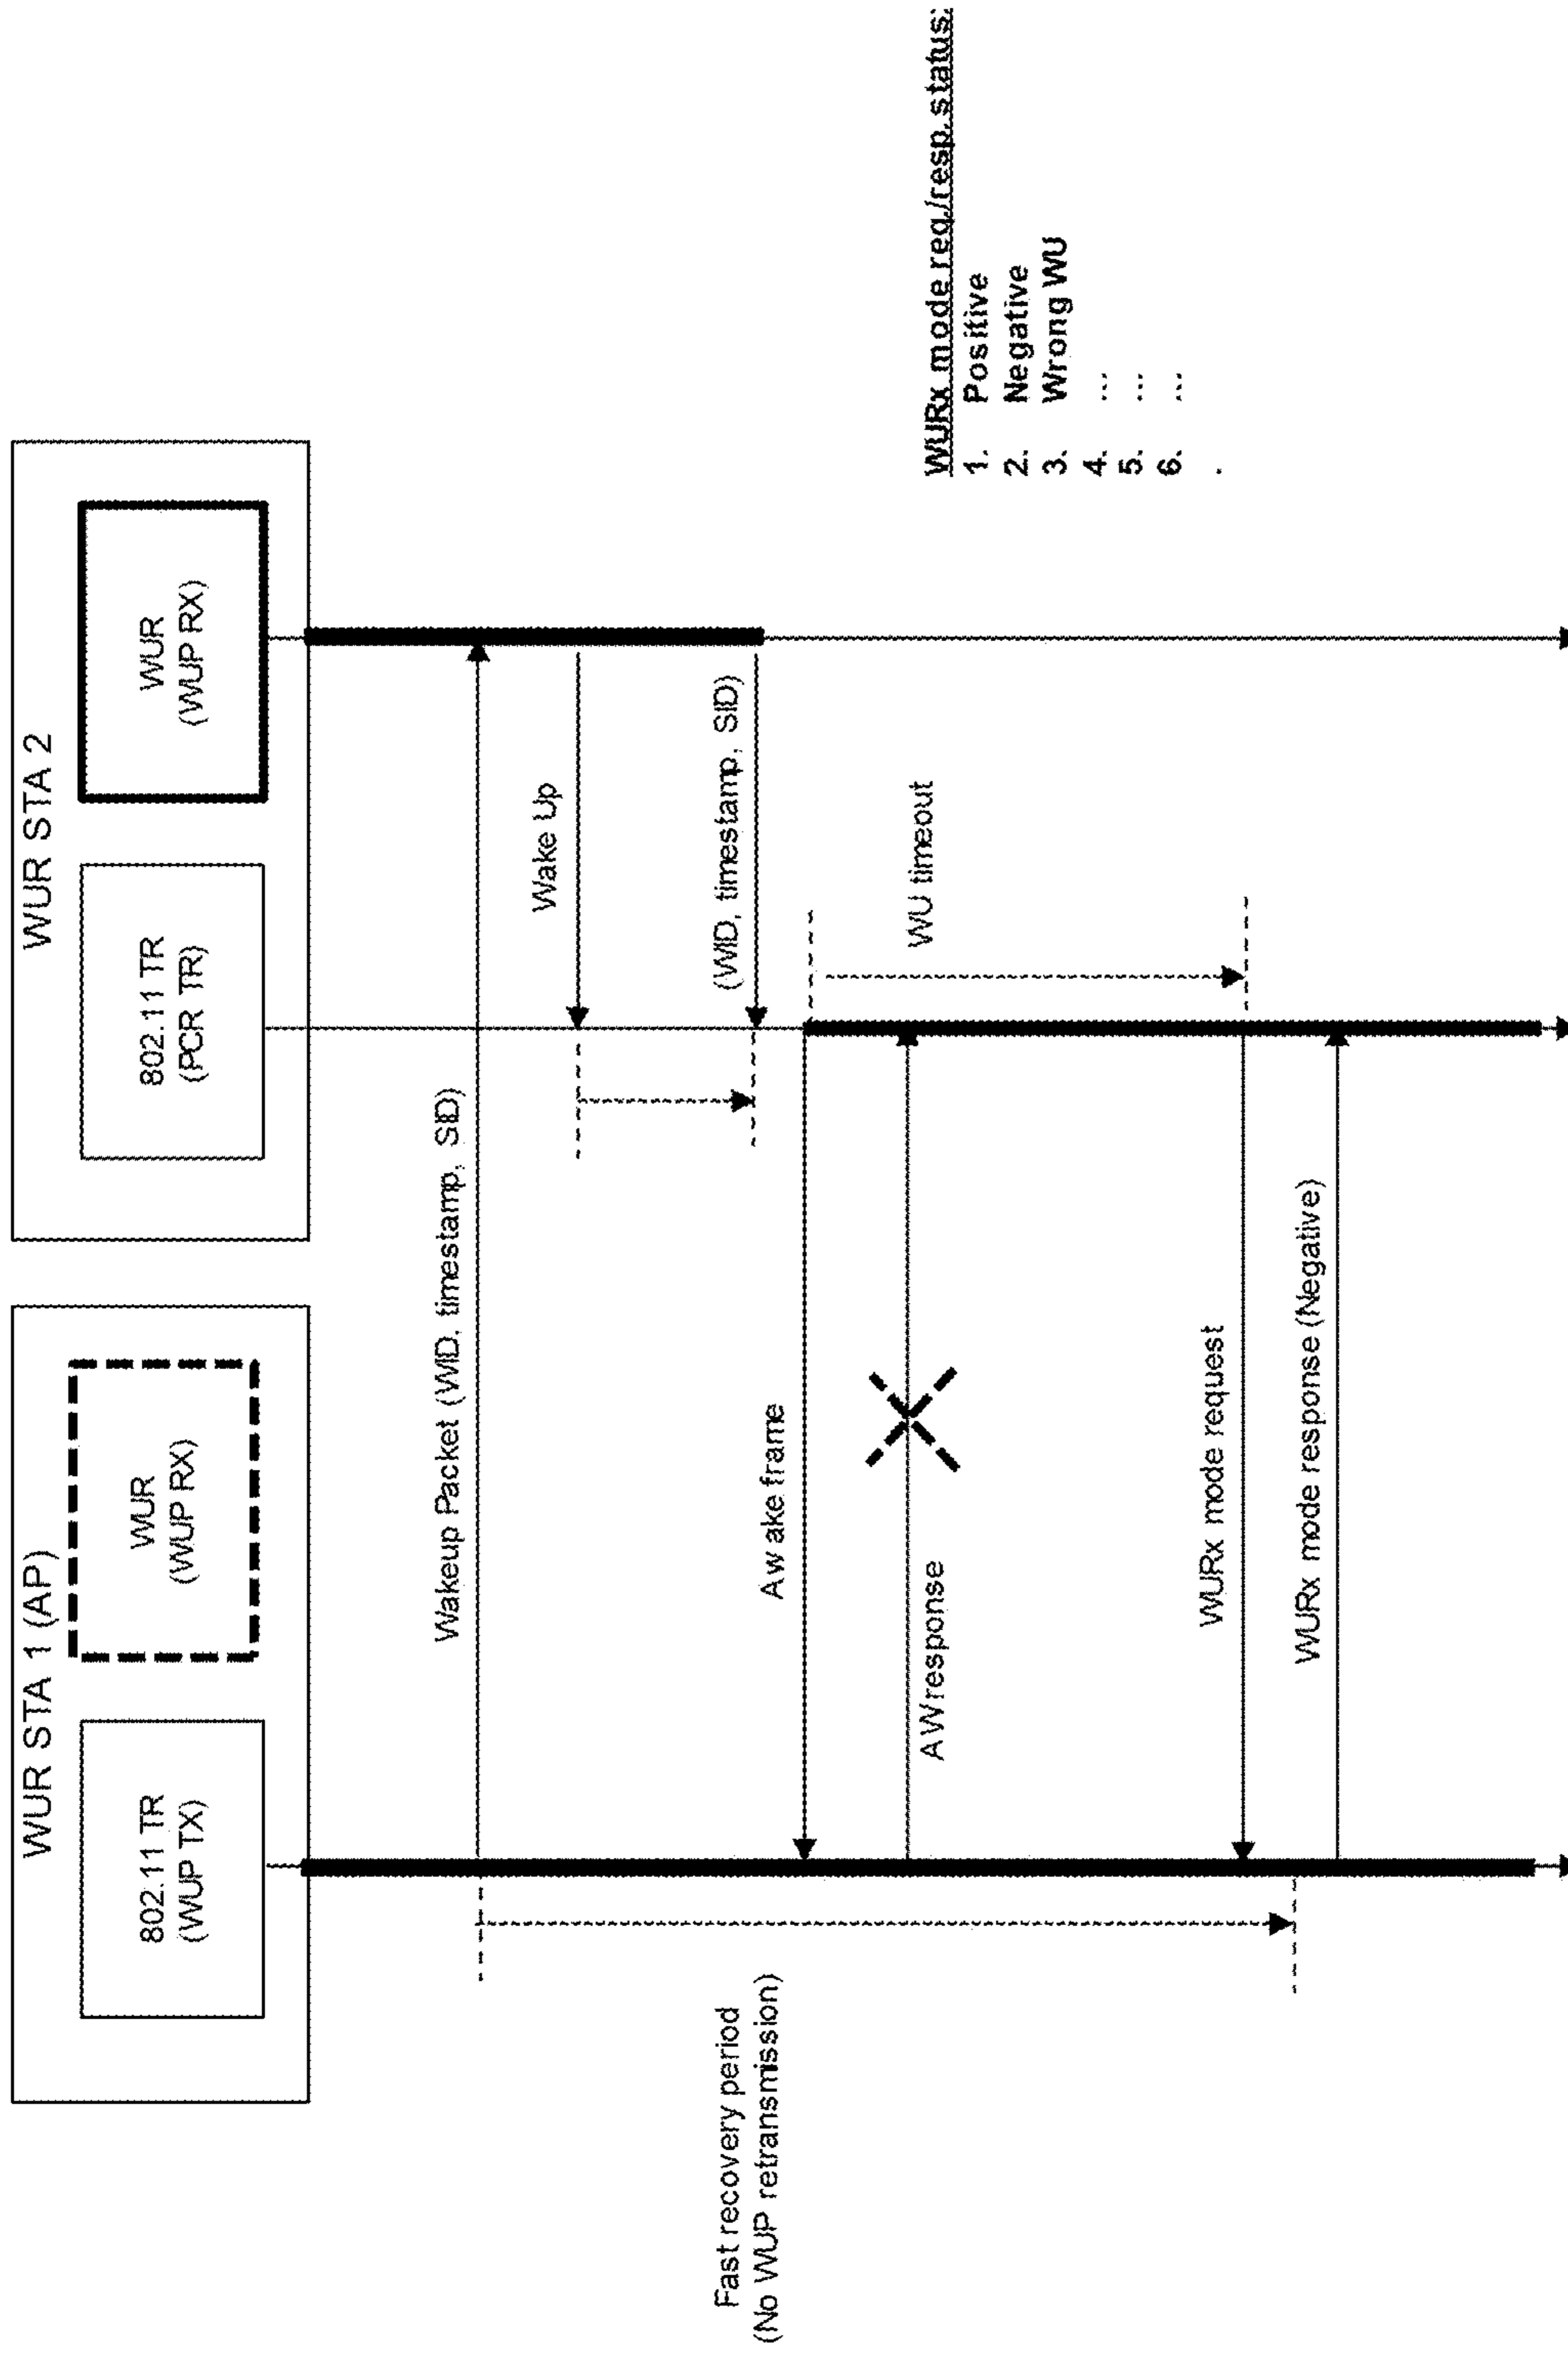 WUR STA 1 (AP)
802.11 TR
(WUP TX)
WUR
(WUP RX)
WUR STA 2
802.11 TR
(PCR TR)
WUR
(WUP RX)
Wakeup Packet (WID, timestamp, SID)
Wake Up
(WID, timestamp, SID)
Fast recovery period
(No WUP retransmission)
Awake frame
AW response
WU timeout
WURx mode request
WURx mode response (Negative)
WURx mode req./resp. status:
1. Positive
2. Negative
3. Wrong WU
4. ...
5. ...
6. ...
.